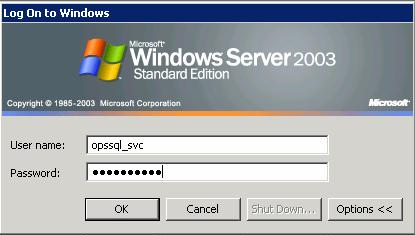 Log On to Windows
Microsoft
Windows Server 2003
Standard Edition
Copyright © 1985-2003 Microsoft Corporation
Microsoft
User name: opssql_svc
Password: ●●●●●●●●●●
OK Cancel Shut Down... Options <<